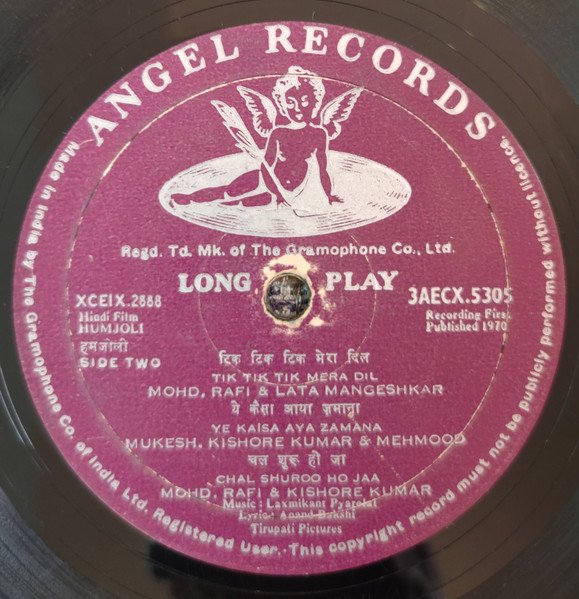 ANGEL RECORDS
Regd. Td. Mk. of The Gramophone Co., Ltd.
LONG PLAY
XCEIX.2888
3AECX.5305
Hindi Film
HUMJOLI
Recording First
Published 1970
हमजोली
SIDE TWO
टिक टिक टिक मेरा दिल
TIK TIK TIK MERA DIL
MOHD. RAFI & LATA MANGESHKAR
ये कैसा आया ज़माना
YE KAISA AYA ZAMANA
MUKESH, KISHORE KUMAR & MEHMOOD
चल शुरू हो जा
CHAL SHUROO HO JAA
MOHD. RAFI & KISHORE KUMAR
Music : Laxmikant Pyarelal
Lyric : Anand Bakshi
Tirupati Pictures
Made in India by The Gramophone Co. of India Ltd. Registered User. This copyright record must not be publicly performed without licence.